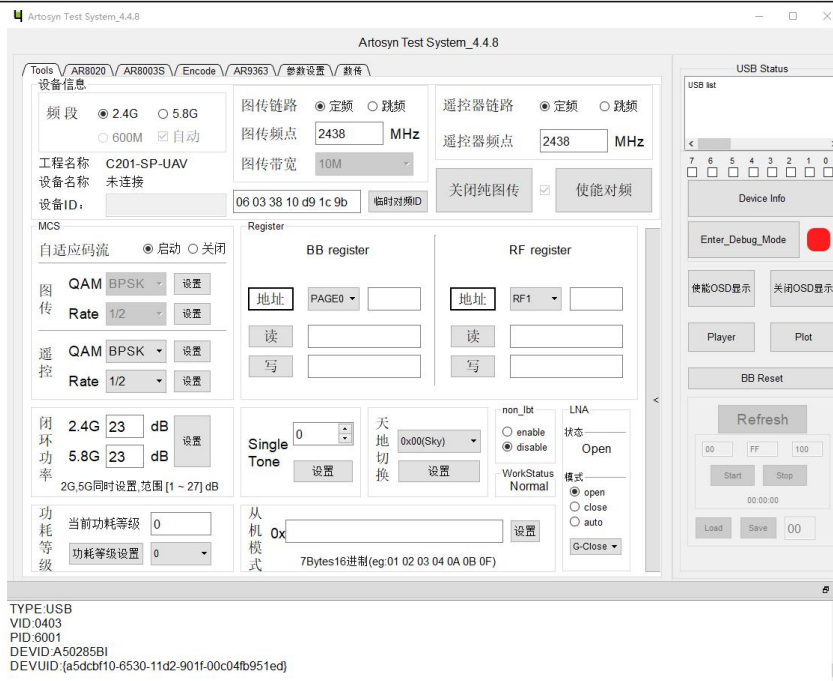 Artosyn Test System_4.4.8
Artosyn Test System_4.4.8
Tools AR8020 AR8003S Encode AR9363 参数设置 数传
设备信息
频段 2.4G 5.8G
600M 自动
工程名称 C201-SP-UAV
设备名称 未连接
设备ID:
图传链路 定频 跳频
图传频点 2438 MHz
图传带宽 10M
06 03 38 10 d9 1c 9b 临时对频ID
遥控器链路 定频 跳频
遥控器频点 2438 MHz
关闭纯图传 使能对频
MCS
自适应码流 启动 关闭
图传
QAM BPSK 设置
Rate 1/2 设置
遥控
QAM BPSK 设置
Rate 1/2 设置
Register
BB register
地址 PAGE0
读
写
RF register
地址 RF1
读
写
<
闭环功率
2.4G 23 dB
5.8G 23 dB
设置
2G,5G同时设置,范围 [1 ~ 27] dB
Single Tone 0
设置
天地切换
0x00(Sky)
设置
non_lbt
enable
disable
WorkStatus
Normal
LNA
状态
Open
模式
open
close
auto
G-Close
功耗等级
当前功耗等级 0
功耗等级设置 0
从机模式
0x 设置
7Bytes16进制(eg:01 02 03 04 0A 0B 0F)
USB Status
USB list
7 6 5 4 3 2 1 0
Device Info
Enter_Debug_Mode
使能OSD显示 关闭OSD显示
Player Plot
BB Reset
Refresh
00 FF 100
Start Stop
00:00:00
Load Save 00
TYPE:USB
VID:0403
PID:6001
DEVID:A50285BI
DEVUID:{a5dcbf10-6530-11d2-901f-00c04fb951ed}